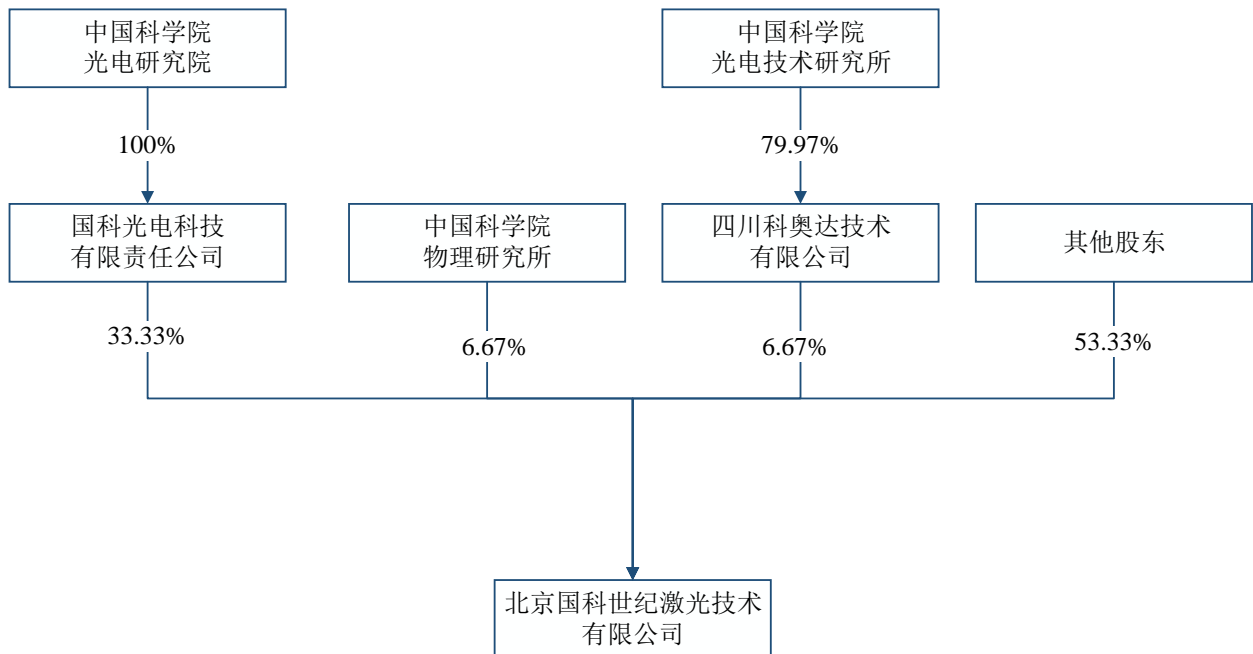 中国科学院
光电研究院
中国科学院
光电技术研究所
100%
79.97%
国科光电科技
有限责任公司
中国科学院
物理研究所
四川科奥达技术
有限公司
其他股东
33.33%
6.67%
6.67%
53.33%
北京国科世纪激光技术
有限公司